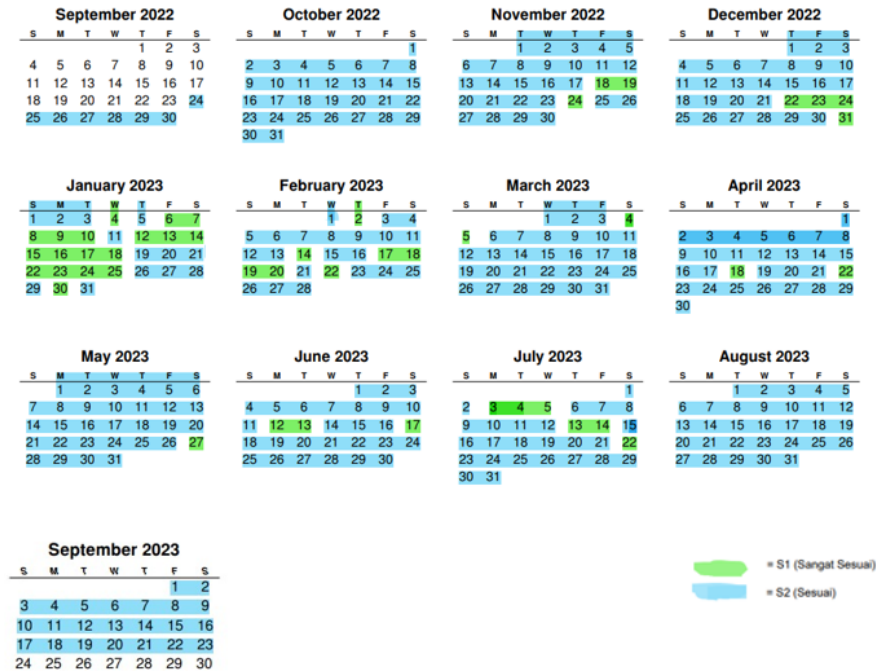 September 2022
S M T W T F S
1 2 3
4 5 6 7 8 9 10
11 12 13 14 15 16 17
18 19 20 21 22 23 24
25 26 27 28 29 30
October 2022
S M T W T F S
1
2 3 4 5 6 7 8
9 10 11 12 13 14 15
16 17 18 19 20 21 22
23 24 25 26 27 28 29
30 31
November 2022
S M T W T F S
1 2 3 4 5
6 7 8 9 10 11 12
13 14 15 16 17 18 19
20 21 22 23 24 25 26
27 28 29 30
December 2022
S M T W T F S
1 2 3
4 5 6 7 8 9 10
11 12 13 14 15 16 17
18 19 20 21 22 23 24
25 26 27 28 29 30 31
January 2023
S M T W T F S
1 2 3 4 5 6 7
8 9 10 11 12 13 14
15 16 17 18 19 20 21
22 23 24 25 26 27 28
29 30 31
February 2023
S M T W T F S
1 2 3 4
5 6 7 8 9 10 11
12 13 14 15 16 17 18
19 20 21 22 23 24 25
26 27 28
March 2023
S M T W T F S
1 2 3 4
5 6 7 8 9 10 11
12 13 14 15 16 17 18
19 20 21 22 23 24 25
26 27 28 29 30 31
April 2023
S M T W T F S
1
2 3 4 5 6 7 8
9 10 11 12 13 14 15
16 17 18 19 20 21 22
23 24 25 26 27 28 29
30
May 2023
S M T W T F S
1 2 3 4 5 6
7 8 9 10 11 12 13
14 15 16 17 18 19 20
21 22 23 24 25 26 27
28 29 30 31
June 2023
S M T W T F S
1 2 3
4 5 6 7 8 9 10
11 12 13 14 15 16 17
18 19 20 21 22 23 24
25 26 27 28 29 30
July 2023
S M T W T F S
1
2 3 4 5 6 7 8
9 10 11 12 13 14 15
16 17 18 19 20 21 22
23 24 25 26 27 28 29
30 31
August 2023
S M T W T F S
1 2 3 4 5
6 7 8 9 10 11 12
13 14 15 16 17 18 19
20 21 22 23 24 25 26
27 28 29 30 31
September 2023
S M T W T F S
1 2
3 4 5 6 7 8 9
10 11 12 13 14 15 16
17 18 19 20 21 22 23
24 25 26 27 28 29 30
= S1 (Sangat Sesuai)
= S2 (Sesuai)